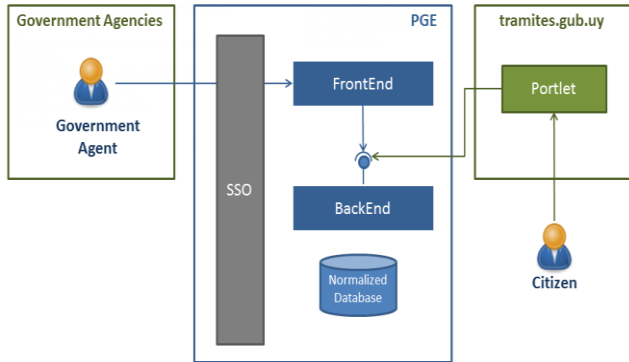 Government Agencies
Government
Agent
PGE
SSO
FrontEnd
BackEnd
Normalized
Database
tramites.gub.uy
Portlet
Citizen